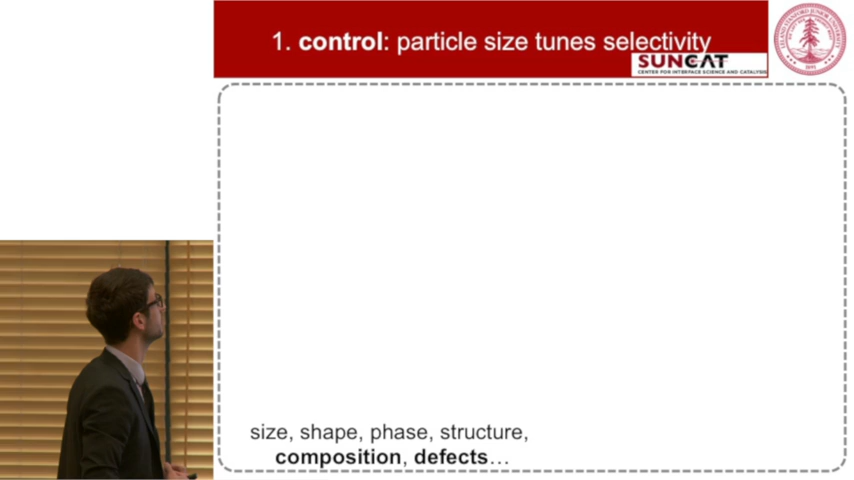 1. control: particle size tunes selectivity
SUNCAT
CENTER FOR INTERFACE SCIENCE AND CATALYSIS
size, shape, phase, structure,
composition, defects…